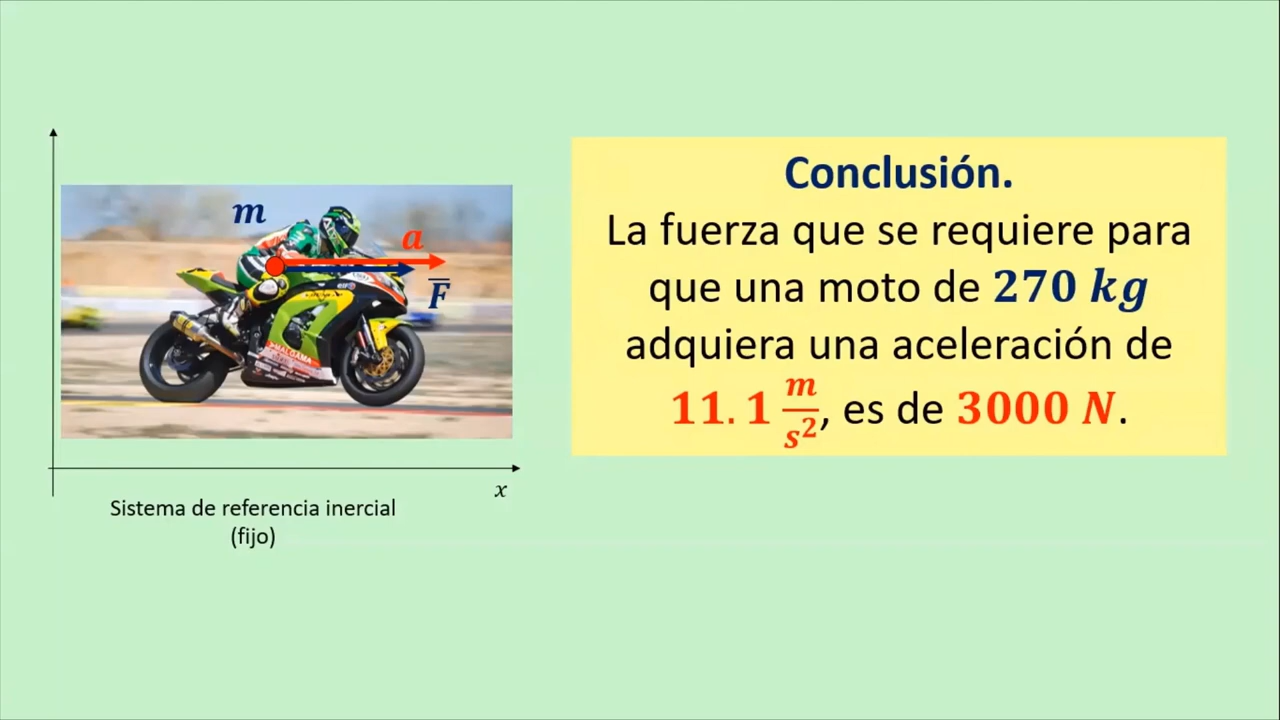 m
a
F̅
AMALGAMA
x
Sistema de referencia inercial
(fijo)
Conclusión.
La fuerza que se requiere para
que una moto de 270 kg
adquiera una aceleración de
11.1 m/s², es de 3000 N.